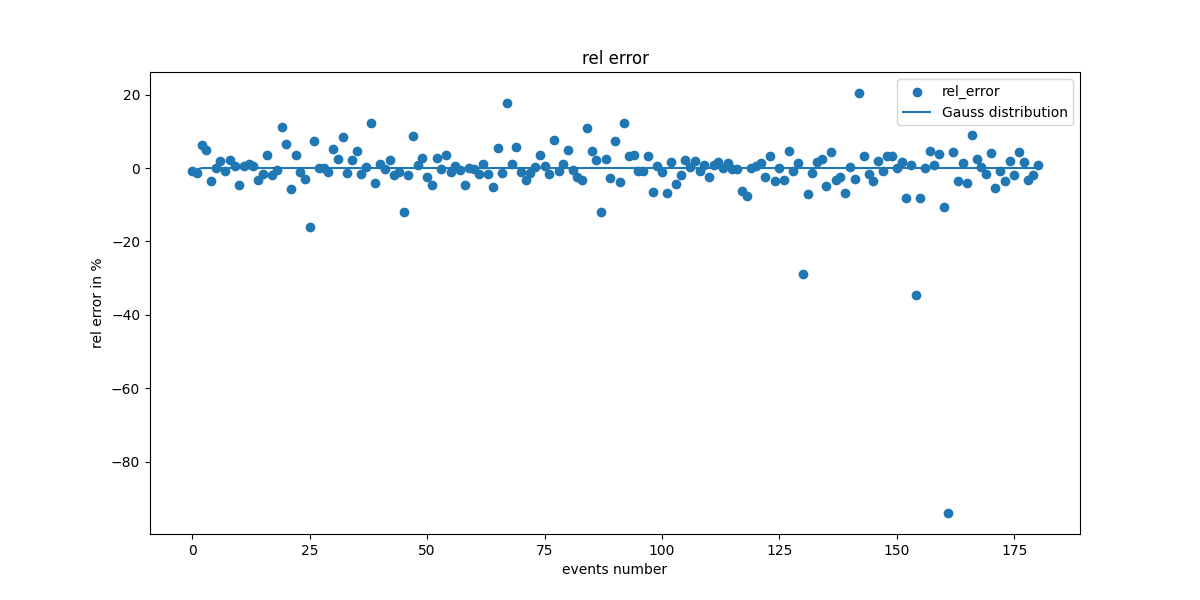 rel error
rel_error
Gauss distribution
20
0
−20
−40
−60
−80
rel error in %
0 25 50 75 100 125 150 175
events number